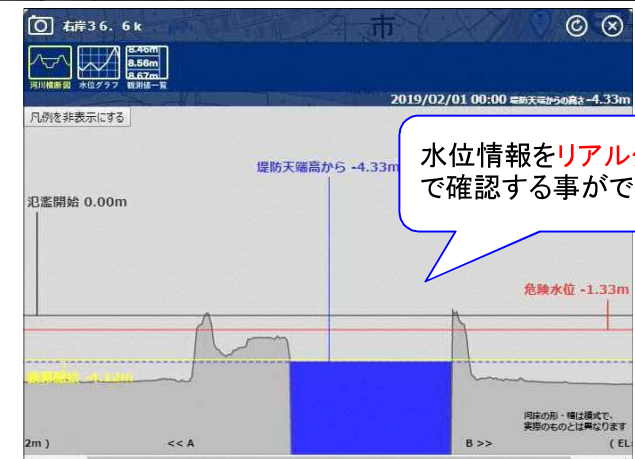 右岸36.6k
市
8.46m
8.56m
8.67m
河川横断図 水位グラフ 観測値一覧
2019/02/01 00:00 堤防天端からの高さ-4.33m
凡例を非表示にする
水位情報をリアル
で確認する事がで
堤防天端高から -4.33m
氾濫開始 0.00m
危険水位 -1.33m
観測開始 -4.12m
河床の形・幅は模式で、
実際のものとは異なります
2m )
<< A
B >>
( EL: